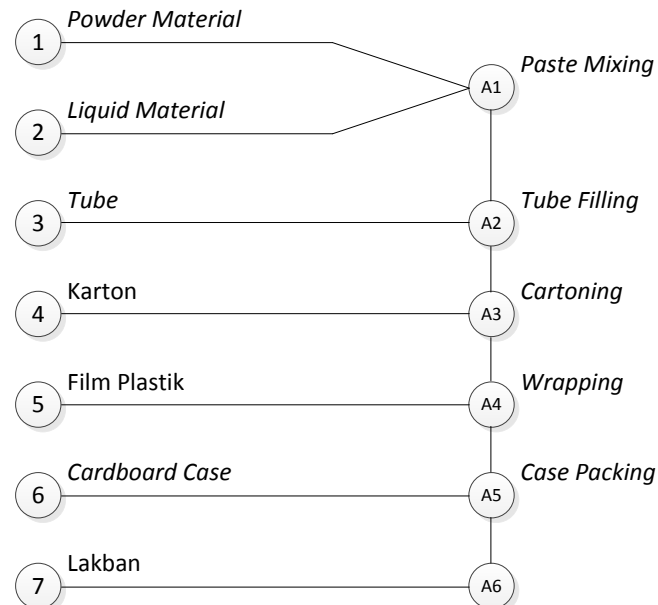 Powder Material
1
Paste Mixing
A1
Liquid Material
2
Tube
3
A2
Tube Filling
Karton
4
A3
Cartoning
Film Plastik
5
A4
Wrapping
Cardboard Case
6
A5
Case Packing
Lakban
7
A6